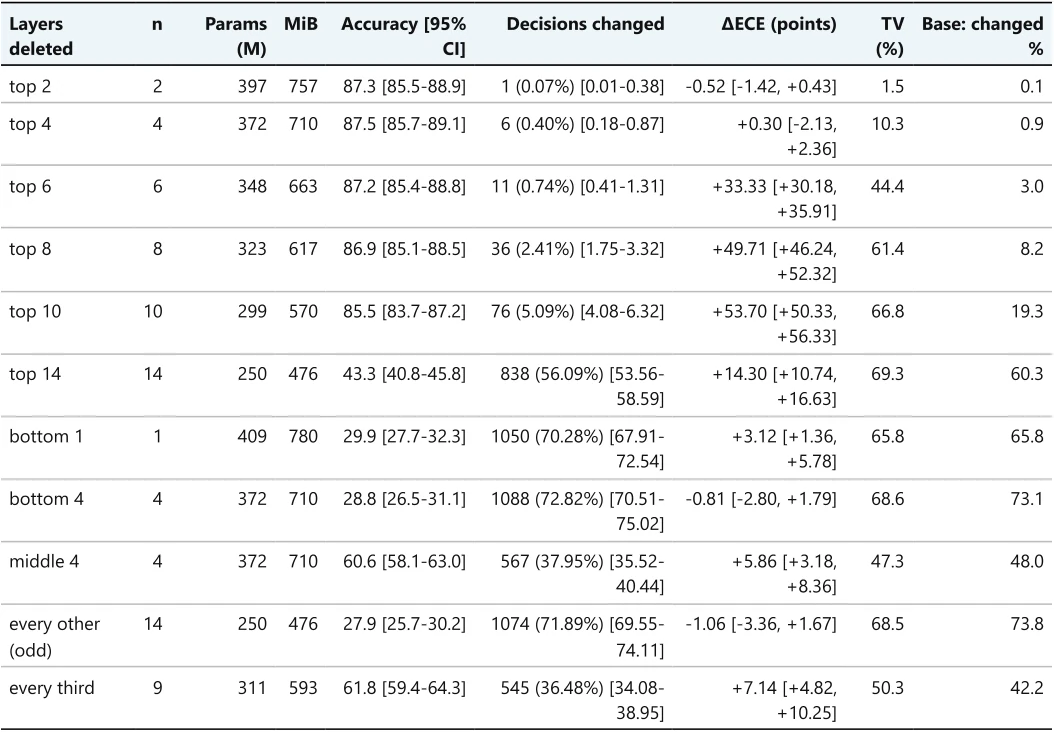 Layers deleted n Params (M) MiB Accuracy [95% CI] Decisions changed ΔECE (points) TV (%) Base: changed %
top 2 2 397 757 87.3 [85.5-88.9] 1 (0.07%) [0.01-0.38] -0.52 [-1.42, +0.43] 1.5 0.1
top 4 4 372 710 87.5 [85.7-89.1] 6 (0.40%) [0.18-0.87] +0.30 [-2.13, +2.36] 10.3 0.9
top 6 6 348 663 87.2 [85.4-88.8] 11 (0.74%) [0.41-1.31] +33.33 [+30.18, +35.91] 44.4 3.0
top 8 8 323 617 86.9 [85.1-88.5] 36 (2.41%) [1.75-3.32] +49.71 [+46.24, +52.32] 61.4 8.2
top 10 10 299 570 85.5 [83.7-87.2] 76 (5.09%) [4.08-6.32] +53.70 [+50.33, +56.33] 66.8 19.3
top 14 14 250 476 43.3 [40.8-45.8] 838 (56.09%) [53.56-58.59] +14.30 [+10.74, +16.63] 69.3 60.3
bottom 1 1 409 780 29.9 [27.7-32.3] 1050 (70.28%) [67.91-72.54] +3.12 [+1.36, +5.78] 65.8 65.8
bottom 4 4 372 710 28.8 [26.5-31.1] 1088 (72.82%) [70.51-75.02] -0.81 [-2.80, +1.79] 68.6 73.1
middle 4 4 372 710 60.6 [58.1-63.0] 567 (37.95%) [35.52-40.44] +5.86 [+3.18, +8.36] 47.3 48.0
every other (odd) 14 250 476 27.9 [25.7-30.2] 1074 (71.89%) [69.55-74.11] -1.06 [-3.36, +1.67] 68.5 73.8
every third 9 311 593 61.8 [59.4-64.3] 545 (36.48%) [34.08-38.95] +7.14 [+4.82, +10.25] 50.3 42.2